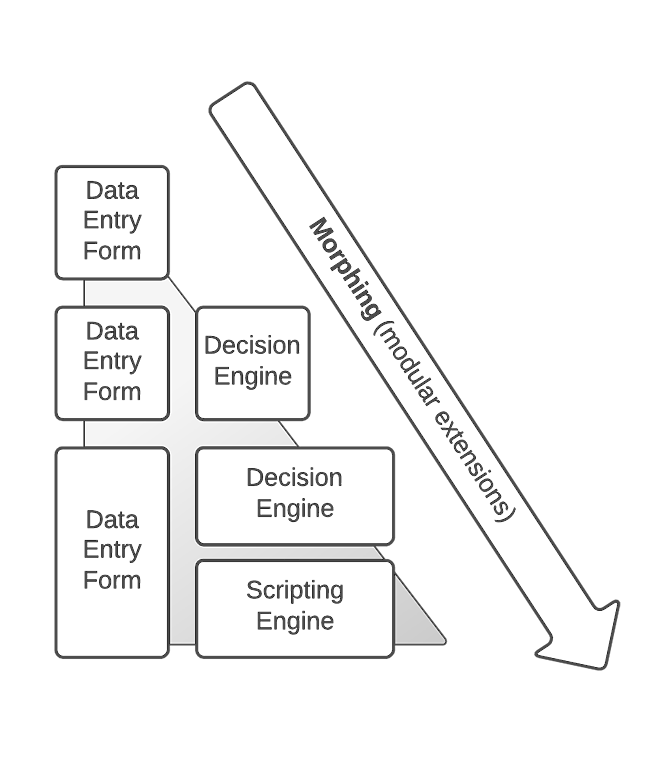 Data
Entry
Form
Data
Entry
Form
Decision
Engine
Data
Entry
Form
Decision
Engine
Scripting
Engine
Morphing (modular extensions)